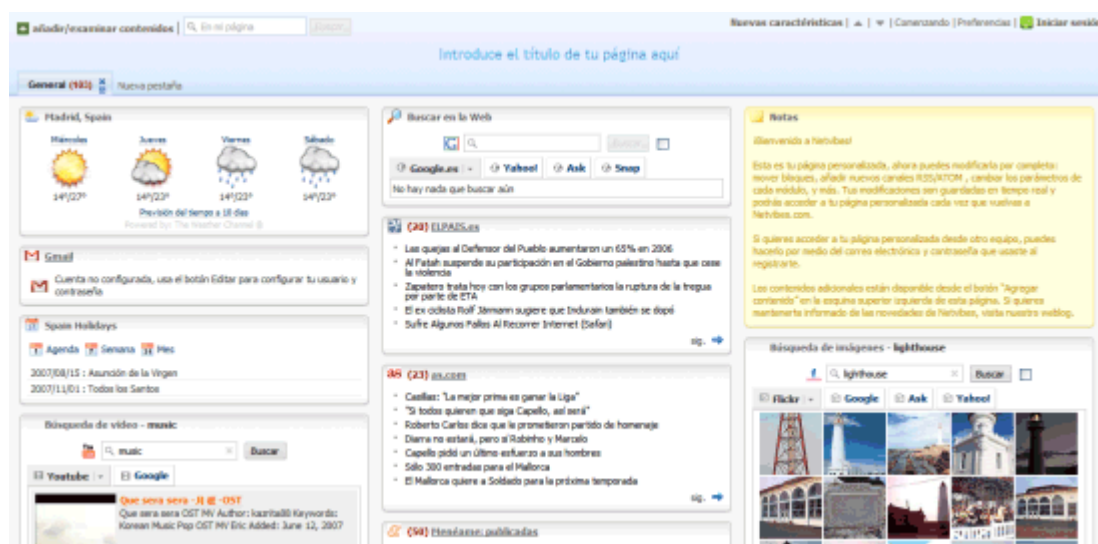 añadir/examinar contenidos | En mi página Buscar
Nuevas características | Comenzando | Preferencias | Iniciar sesión
Introduce el título de tu página aquí
General (103) Nueva pestaña
Madrid, Spain
Miércoles Jueves Viernes Sábado
14º/27º 14º/23º 14º/23º 14º/23º
Previsión del tiempo a 10 días
Powered by: The Weather Channel ®
Gmail
Cuenta no configurada, usa el botón Editar para configurar tu usuario y
contraseña
Spain Holidays
Agenda Semana Mes
2007/08/15 : Asunción de la Virgen
2007/11/01 : Todos los Santos
Búsqueda de video - music
music Buscar
Youtube Google
Que sera sera - -OST
Que sera sera OST MV Author: Keywords:
Korean Music Pop OST MV Eric Added: June 12, 2007
Buscar en la Web
Buscar
Google.es Yahoo! Ask Snap
No hay nada que buscar aún
(20) ELPAIS.es
Las quejas al Defensor del Pueblo aumentaron un 65% en 2006
Al Fatah suspende su participación en el Gobierno palestino hasta que cese
la violencia
Zapatero trata hoy con los grupos parlamentarios la ruptura de la tregua
por parte de ETA
El ex ciclista Rolf Järmann sugiere que Indurain también se dopó
Sufre Algunos Fallos Al Recorrer Internet (Safari)
sig.
as (23) as.com
Casillas: "La mejor prima es ganar la Liga"
"Si todos quieren que siga Capello, así será"
Roberto Carlos dice que le prometieron partido de homenaje
Diarra no estará, pero sí Robinho y Marcelo
Capello pidió un último esfuerzo a sus hombres
Sólo 300 entradas para el Mallorca
El Mallorca quiere a Soldado para la próxima temporada
sig.
(50) Menéame: publicadas
Notas
¡Bienvenido a Netvibes!
Esta es tu página personalizada, ahora puedes modificarla por completo:
mover bloques, añadir nuevos canales RSS/ATOM , cambiar los parámetros de
cada módulo, y más. Tus modificaciones son guardadas en tiempo real y
podrás acceder a tu página personalizada cada vez que vuelvas a
Netvibes.com.
Si quieres acceder a tu página personalizada desde otro equipo, puedes
hacerlo por medio del correo electrónico y contraseña que usaste al
registrarte.
Los contenidos adicionales están disponible desde el botón "Agregar
contenido" en la esquina superior izquierda de esta página. Si quieres
mantenerte informado de las novedades de Netvibes, visita nuestro weblog.
Búsqueda de imágenes - lighthouse
lighthouse Buscar
Flickr Google Ask Yahoo!